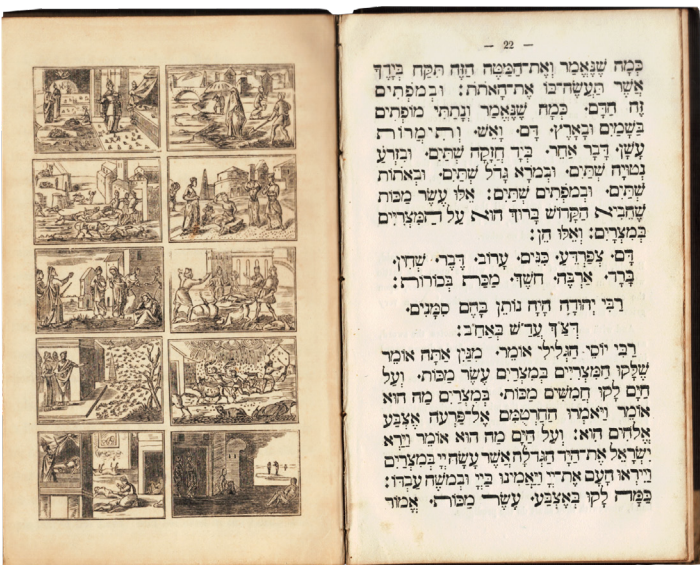 — 22 —
כְּמָה שֶׁנֶּאֱמַר וְאֶת־הַמַּטֶּה הַזֶּה תִּקַּח בְּיָדֶךָ
אֲשֶׁר תַּעֲשֶׂה־בּוֹ אֶת־הָאֹתוֹת: וּבְמֹפְתִים
זֶה הַדָּם. כְּמָה שֶׁנֶּאֱמַר וְנָתַתִּי מוֹפְתִים
בַּשָּׁמַיִם וּבָאָרֶץ. דָּם. וָאֵשׁ. וְתִימְרוֹת
עָשָׁן. דָּבָר אַחֵר. בְּיָד חֲזָקָה שְׁתַּיִם. וּבִזְרֹעַ
נְטוּיָה שְׁתַּיִם. וּבְמֹרָא גָּדֹל שְׁתַּיִם. וּבְאֹתוֹת
שְׁתַּיִם. וּבְמֹפְתִים שְׁתַּיִם: אֵלּוּ עֶשֶׂר מַכּוֹת
שֶׁהֵבִיא הַקָּדוֹשׁ בָּרוּךְ הוּא עַל הַמִּצְרִיִּים
בְּמִצְרַיִם: וְאֵלּוּ הֵן:
דָּם. צְפַרְדֵּעַ. כִּנִּים. עָרוֹב. דֶּבֶר. שְׁחִין.
בָּרָד. אַרְבֶּה. חֹשֶׁךְ. מַכַּת בְּכוֹרוֹת:
רַבִּי יְהוּדָה הָיָה נוֹתֵן בָּהֶם סִמָּנִים.
דְּצַ"ךְ עֲדַ"שׁ בְּאַחַ"ב:
רַבִּי יוֹסֵי הַגְּלִילִי אוֹמֵר. מִנַּיִן אַתָּה אוֹמֵר
שֶׁלָּקוּ הַמִּצְרִיִּים בְּמִצְרַיִם עֶשֶׂר מַכּוֹת. וְעַל
הַיָּם לָקוּ חֲמִשִּׁים מַכּוֹת. בְּמִצְרַיִם מַה הוּא
אוֹמֵר וַיֹּאמְרוּ הַחַרְטֻמִּם אֶל־פַּרְעֹה אֶצְבַּע
אֱלֹהִים הִוא: וְעַל הַיָּם מַה הוּא אוֹמֵר וַיַּרְא
יִשְׂרָאֵל אֶת־הַיָּד הַגְּדֹלָה אֲשֶׁר עָשָׂה יְיָ בְּמִצְרַיִם
וַיִּירְאוּ הָעָם אֶת־יְיָ וַיַּאֲמִינוּ בַּיְיָ וּבְמֹשֶׁה עַבְדּוֹ:
כַּמָּה לָקוּ בְאֶצְבַּע. עֶשֶׂר מַכּוֹת. אֱמוֹר